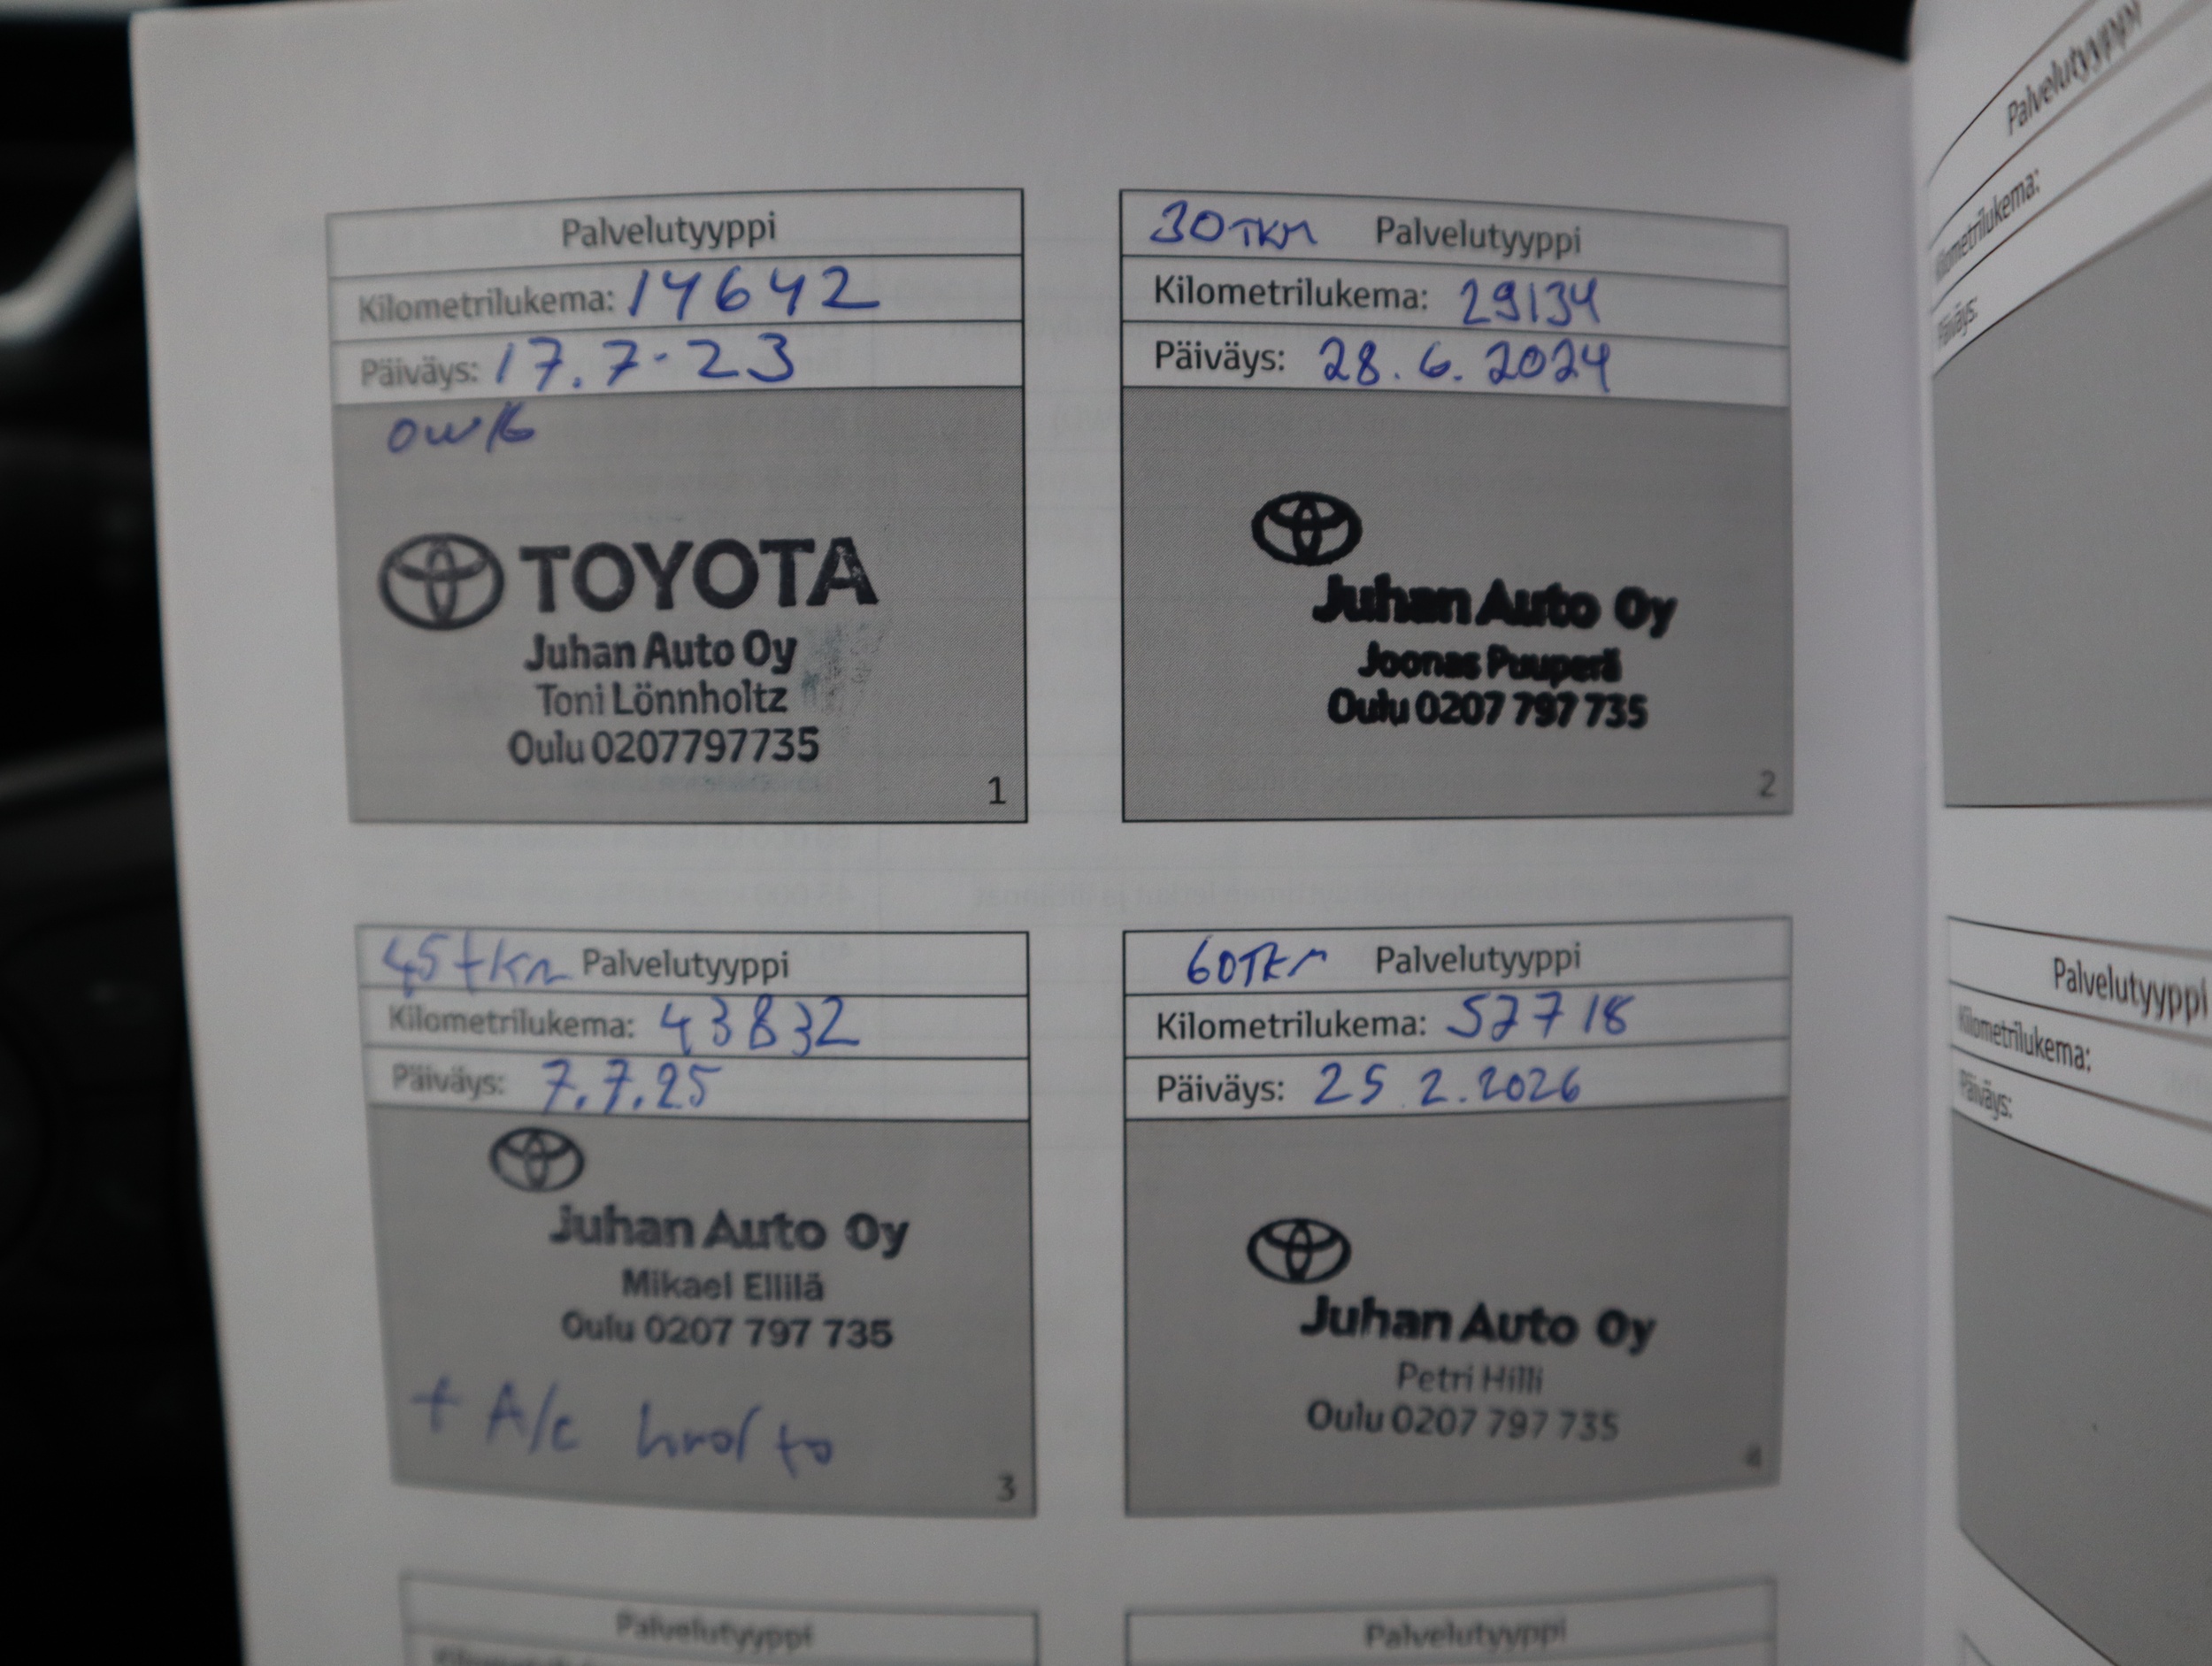 Palvelutyyppi
Kilometrilukema: 14642
Päiväys: 17.7.23
0W16
TOYOTA
Juhan Auto Oy
Toni Lönnholtz
Oulu 0207797735
1
30TKM Palvelutyyppi
Kilometrilukema: 29134
Päiväys: 28.6.2024
Juhan Auto Oy
Joonas Puuperä
Oulu 0207 797 735
2
45tkm Palvelutyyppi
Kilometrilukema: 43832
Päiväys: 7.7.25
Juhan Auto Oy
Mikael Ellilä
Oulu 0207 797 735
+ A/c huolto
3
60TKM Palvelutyyppi
Kilometrilukema: 57718
Päiväys: 25.2.2026
Juhan Auto Oy
Petri Hilli
Oulu 0207 797 735
4
Palvelutyyppi
Kilometrilukema:
Palvelutyyppi
Palvelutyyppi
Kilometrilukema:
Päiväys:
Palvelutyyppi
Kilometrilukema:
Päiväys: